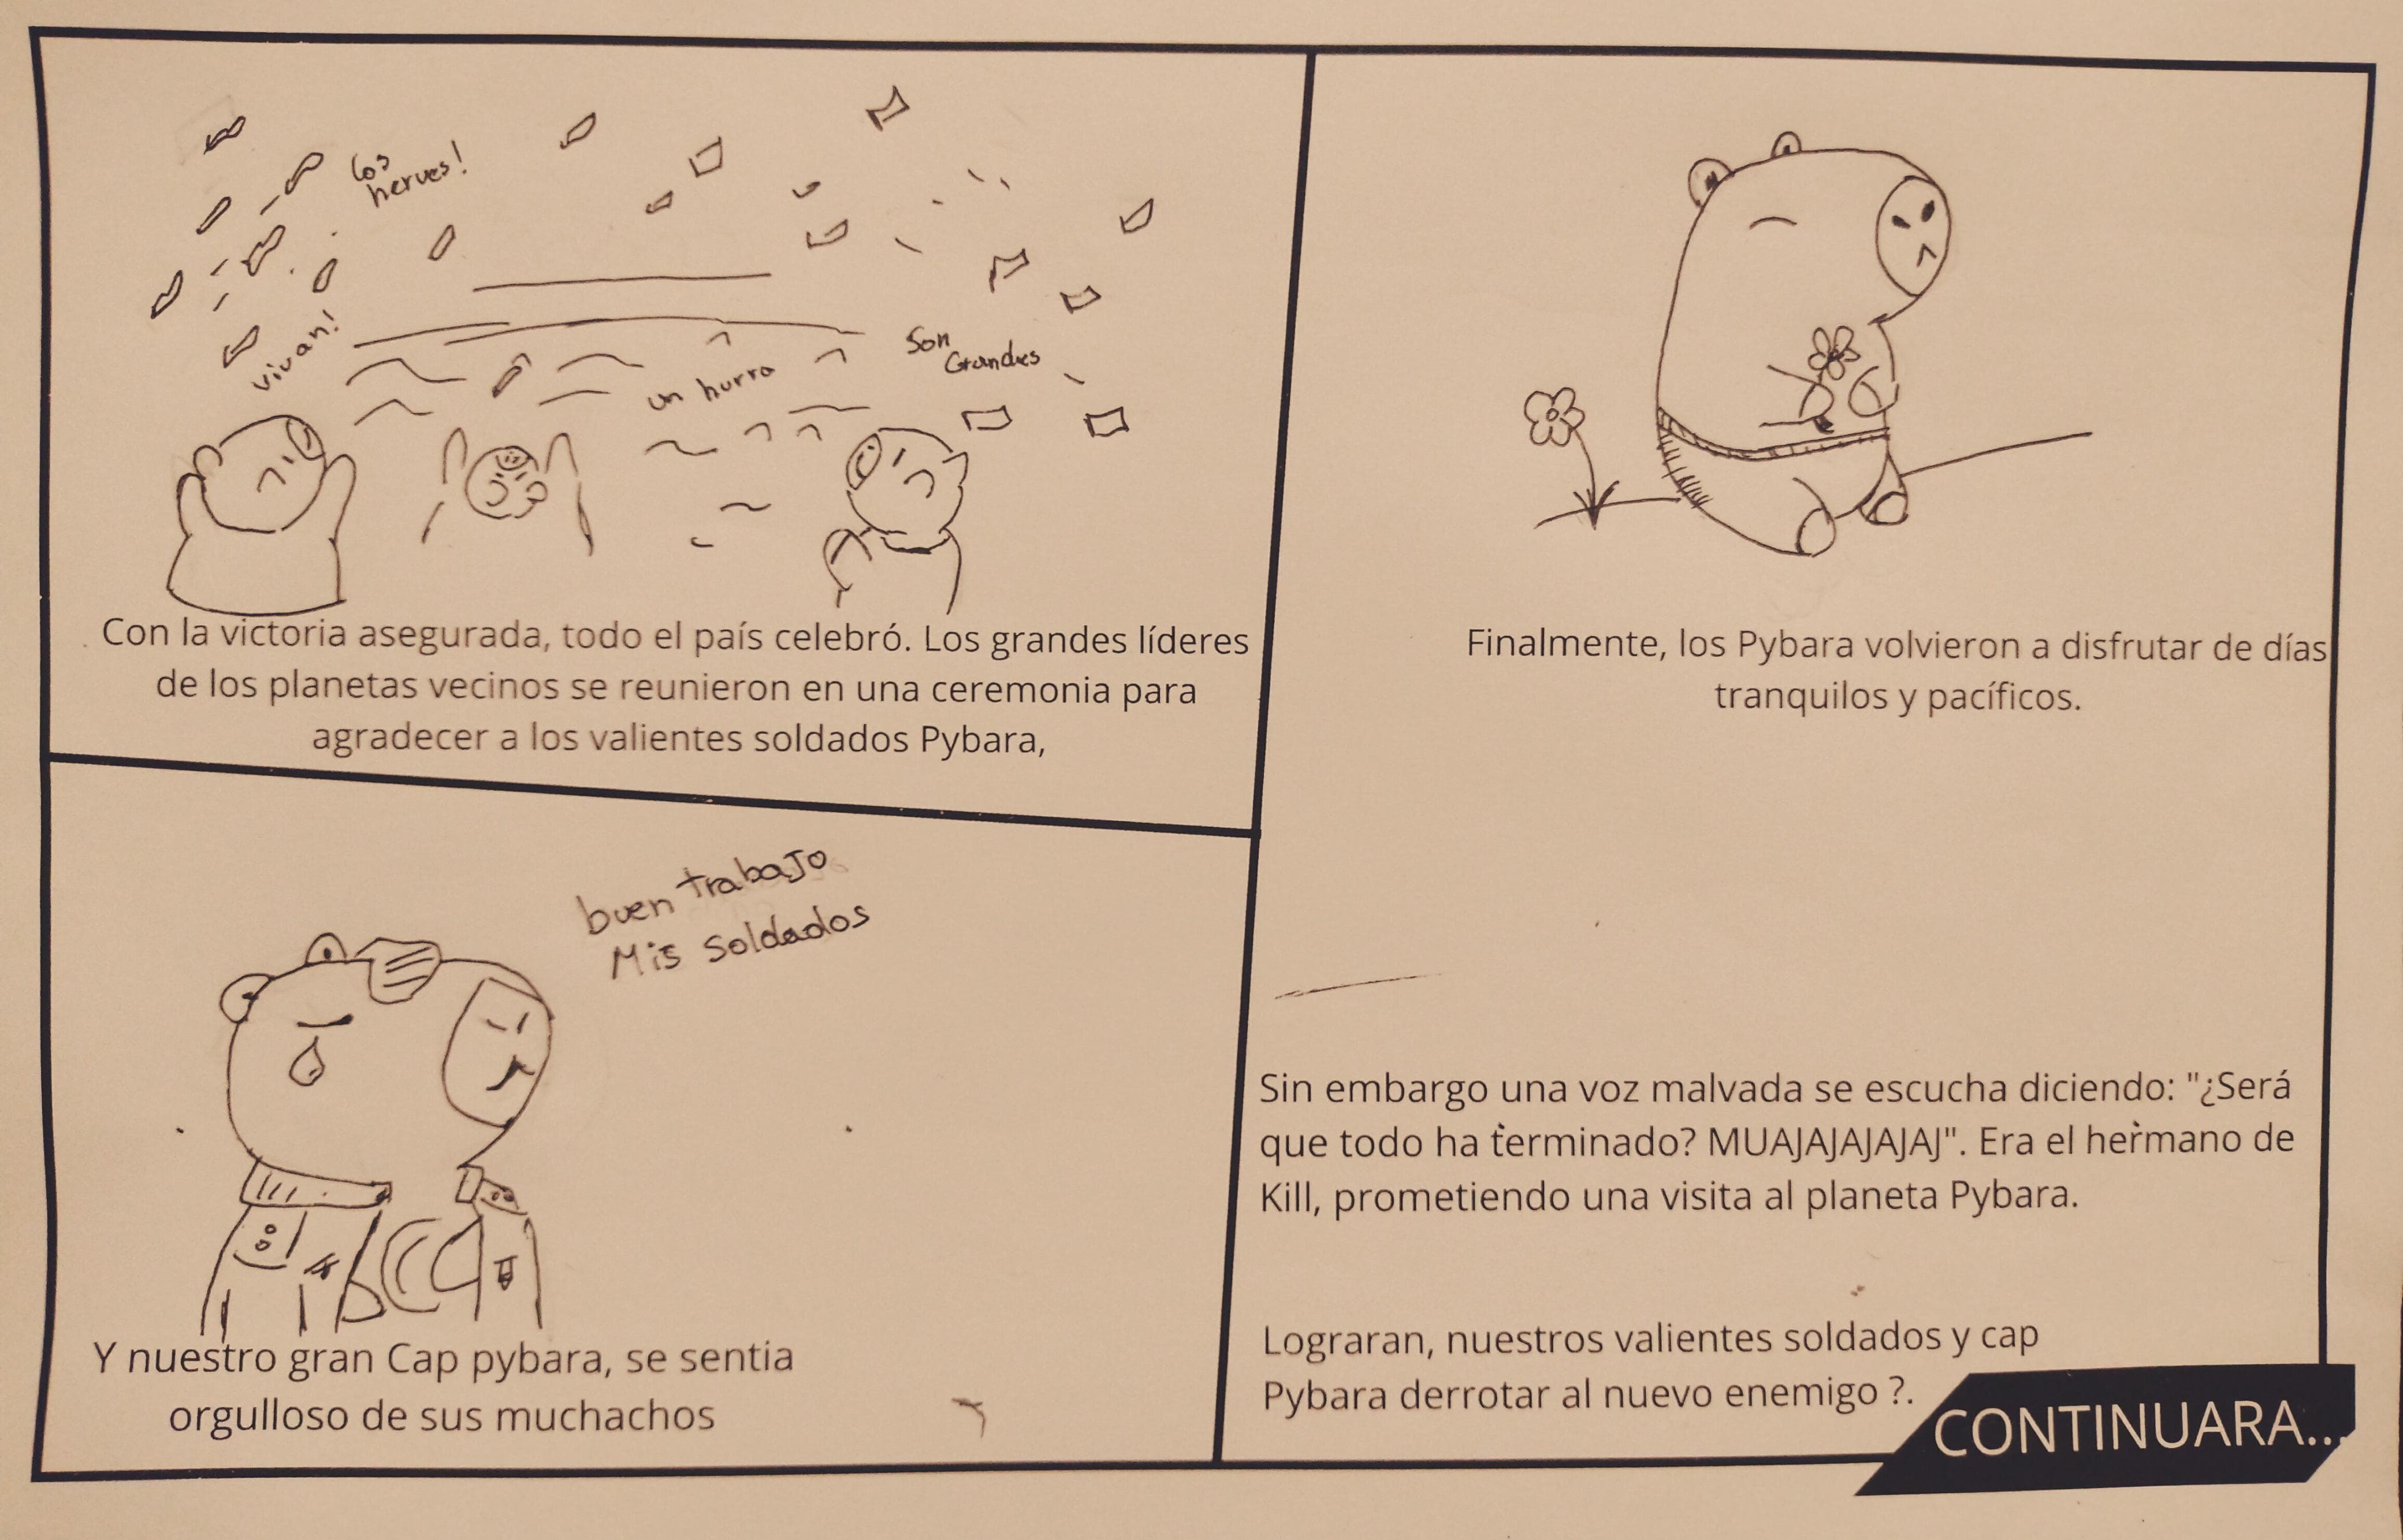 los
herues!
vivan!
un hurra
Son
Grandes
Con la victoria asegurada, todo el país celebró. Los grandes líderes
de los planetas vecinos se reunieron en una ceremonia para
agradecer a los valientes soldados Pybara,
buen trabaJo
Mis soldados
Y nuestro gran Cap pybara, se sentia
orgulloso de sus muchachos
Finalmente, los Pybara volvieron a disfrutar de días
tranquilos y pacíficos.
Sin embargo una voz malvada se escucha diciendo: "¿Será
que todo ha terminado? MUAJAJAJAJAJ". Era el hermano de
Kill, prometiendo una visita al planeta Pybara.
Lograran, nuestros valientes soldados y cap
Pybara derrotar al nuevo enemigo ?.
CONTINUARA...